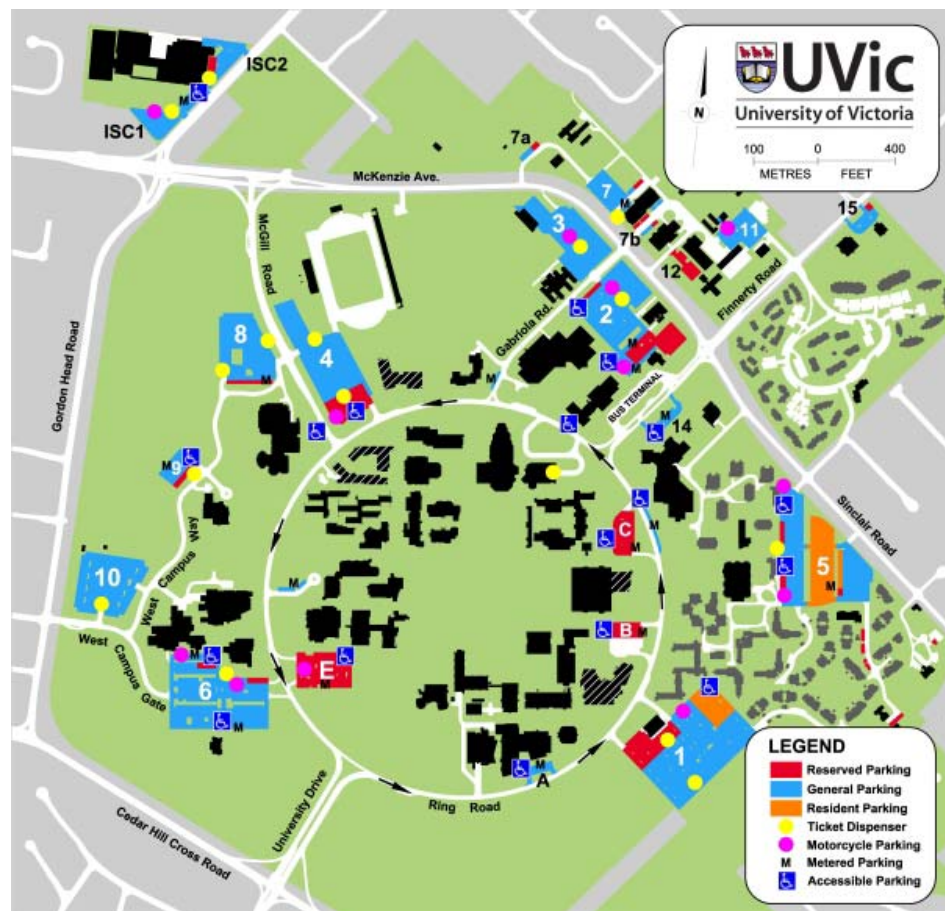 UVic
University of Victoria
N
100 0 400
METRES FEET
ISC2
M
ISC1
7a
McKenzie Ave.
7
M
7b
15
11
12
3
McGill Road
Finnerty Road
2
Gabriola Rd.
M
M
8
4
M
M
BUS TERMINAL
M
14
Gordon Head Road
M
9
Sinclair Road
C
M
M
5
M
10
M
West Campus Way
B
M
West Campus Gate
M
E
M
6
M
1
M
A
Ring Road
University Drive
Cedar Hill Cross Road
LEGEND
Reserved Parking
General Parking
Resident Parking
Ticket Dispenser
Motorcycle Parking
M Metered Parking
Accessible Parking